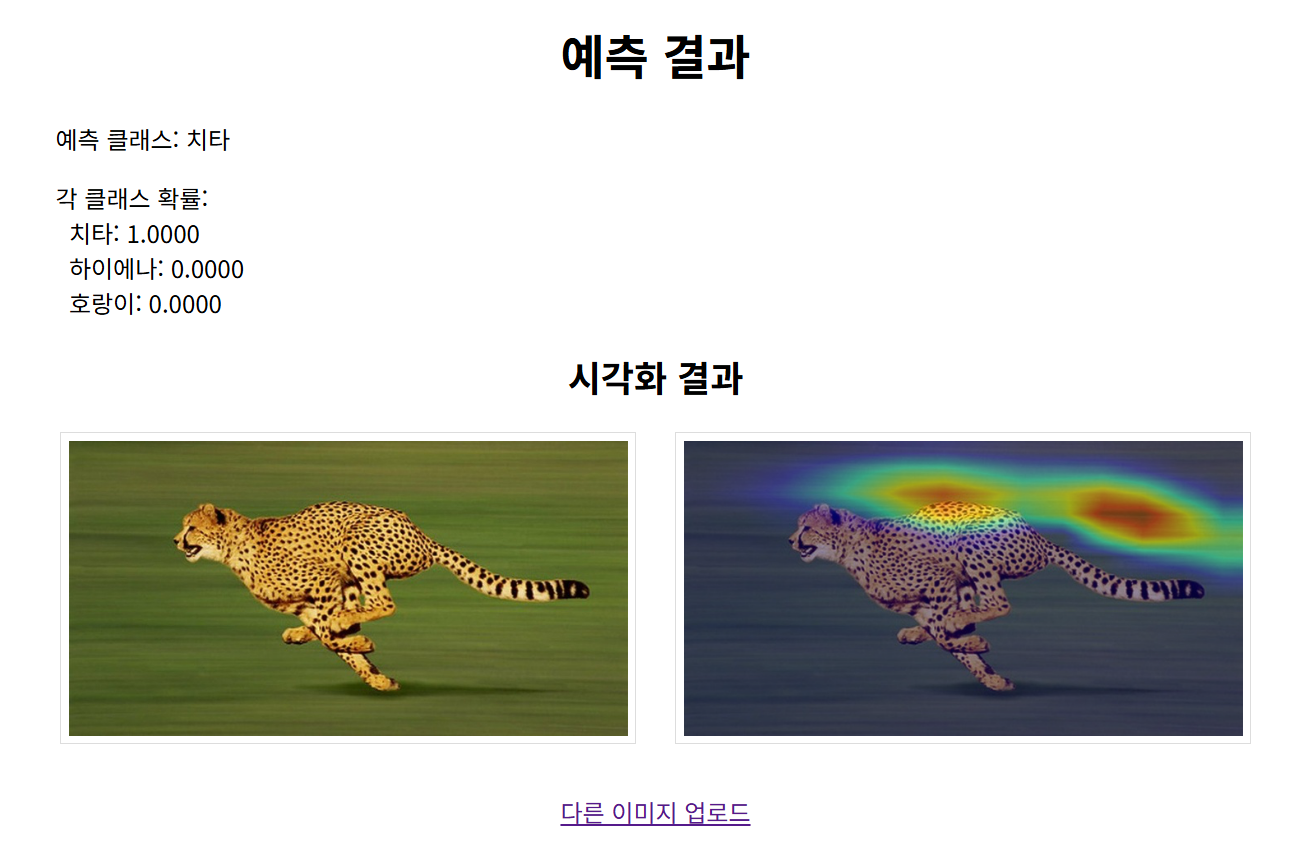 예측 결과
예측 클래스: 치타
각 클래스 확률:
치타: 1.0000
하이에나: 0.0000
호랑이: 0.0000
시각화 결과
다른 이미지 업로드